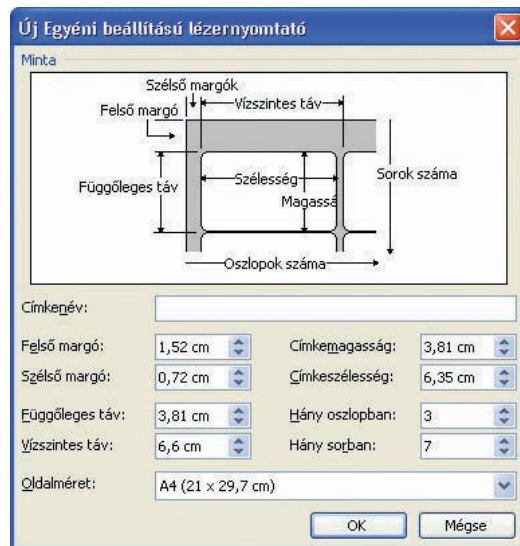 Új Egyéni beállítású lézernyomtató
Minta
Szélső margók
Felső margó
Vízszintes táv
Függőleges táv
Szélesség
Magassá
Sorok száma
Oszlopok száma
Címkenév:
Felső margó: 1,52 cm Címkemagasság: 3,81 cm
Szélső margó: 0,72 cm Címkeszélesség: 6,35 cm
Függőleges táv: 3,81 cm Hány oszlopban: 3
Vízszintes táv: 6,6 cm Hány sorban: 7
Oldalméret: A4 (21 x 29,7 cm)
OK Mégse